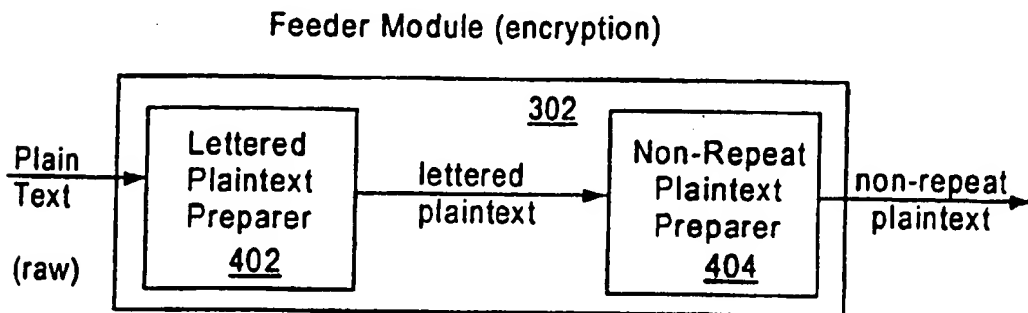 Feeder Module (encryption)
302
Plain
Text
(raw)
Lettered
Plaintext
Preparer
402
lettered
plaintext
Non-Repeat
Plaintext
Preparer
404
non-repeat
plaintext